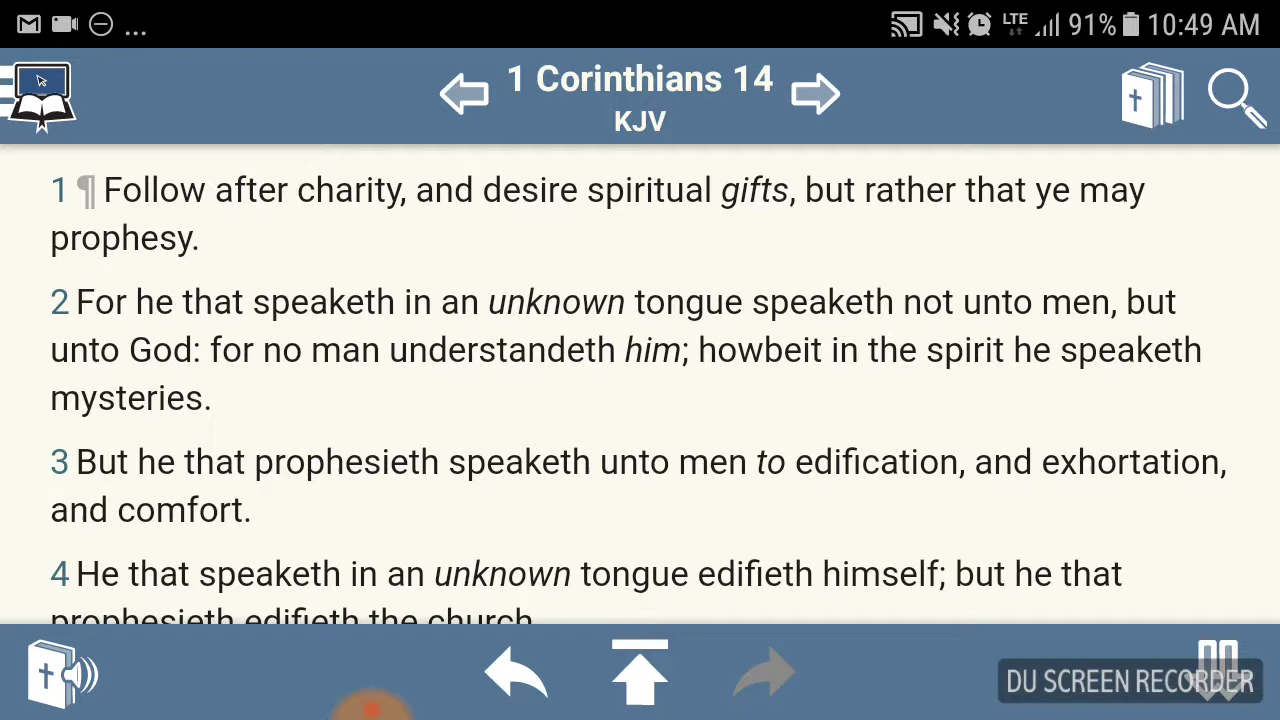 ... LTE 91% 10:49 AM
1 Corinthians 14
KJV
1 ¶ Follow after charity, and desire spiritual gifts, but rather that ye may
prophesy.
2 For he that speaketh in an unknown tongue speaketh not unto men, but
unto God: for no man understandeth him; howbeit in the spirit he speaketh
mysteries.
3 But he that prophesieth speaketh unto men to edification, and exhortation,
and comfort.
4 He that speaketh in an unknown tongue edifieth himself; but he that
prophesieth edifieth the church.
DU SCREEN RECORDER